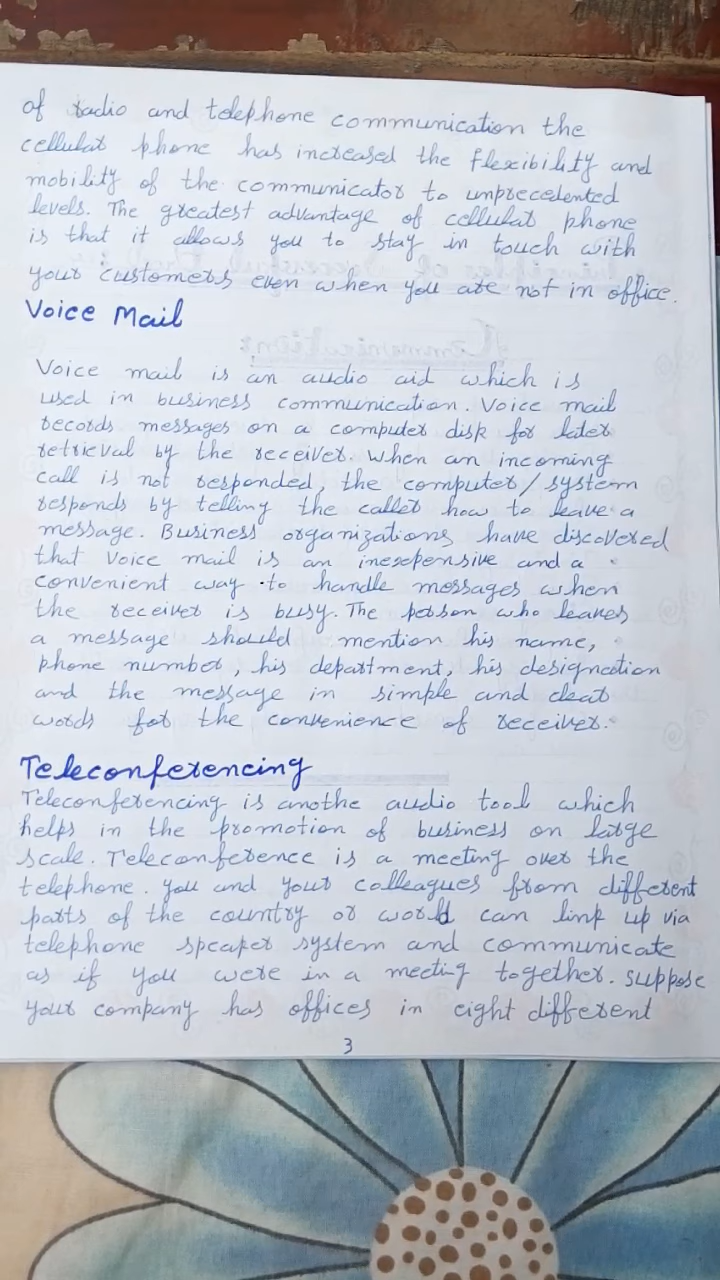 of radio and telephone communication the
cellular phone has increased the flexibility and
mobility of the communicator to unprecedented
levels. The greatest advantage of cellular phone
is that it allows you to stay in touch with
your customers even when you are not in office.
Voice Mail
Voice mail is an audio aid which is
used in business communication. Voice mail
records messages on a computer disk for later
retrieval by the receiver. When an incoming
call is not responded, the computer/system
responds by telling the caller how to leave a
message. Business organizations have discovered
that Voice mail is an inexpensive and a
convenient way to handle messages when
the receiver is busy. The person who leaves
a message should mention his name,
phone number, his department, his designation
and the message in simple and clear
words for the convenience of receiver.
Teleconferencing
Teleconferencing is anothe audio tool which
helps in the promotion of business on large
scale. Teleconference is a meeting over the
telephone. you and your colleagues from different
parts of the country or world can link up via
telephone speaker system and communicate
as if you were in a meeting together. suppose
your company has offices in eight different
3